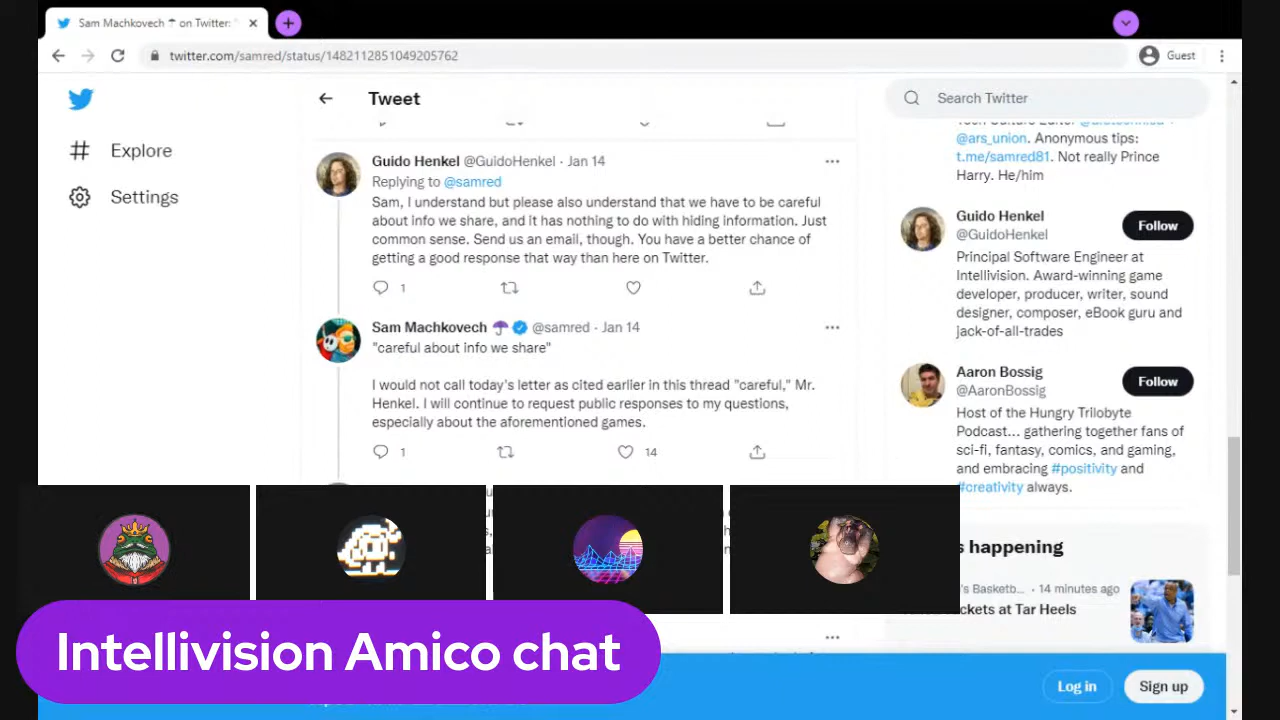 Sam Machkovech ☂ on Twitter:
twitter.com/samred/status/1482112851049205762
Guest
Explore
Settings
Tweet
Guido Henkel @GuidoHenkel · Jan 14
Replying to @samred
Sam, I understand but please also understand that we have to be careful
about info we share, and it has nothing to do with hiding information. Just
common sense. Send us an email, though. You have a better chance of
getting a good response that way than here on Twitter.
1
Sam Machkovech ☂ @samred · Jan 14
"careful about info we share"
I would not call today's letter as cited earlier in this thread "careful," Mr.
Henkel. I will continue to request public responses to my questions,
especially about the aforementioned games.
1 14
Search Twitter
@ars_union. Anonymous tips:
t.me/samred81. Not really Prince
Harry. He/him
Guido Henkel
@GuidoHenkel
Follow
Principal Software Engineer at
Intellivision. Award-winning game
developer, producer, writer, sound
designer, composer, eBook guru and
jack-of-all-trades
Aaron Bossig
@AaronBossig
Follow
Host of the Hungry Trilobyte
Podcast... gathering together fans of
sci-fi, fantasy, comics, and gaming,
and embracing #positivity and
#creativity always.
s happening
's Basketb... · 14 minutes ago
ckets at Tar Heels
Intellivision Amico chat
Log in
Sign up